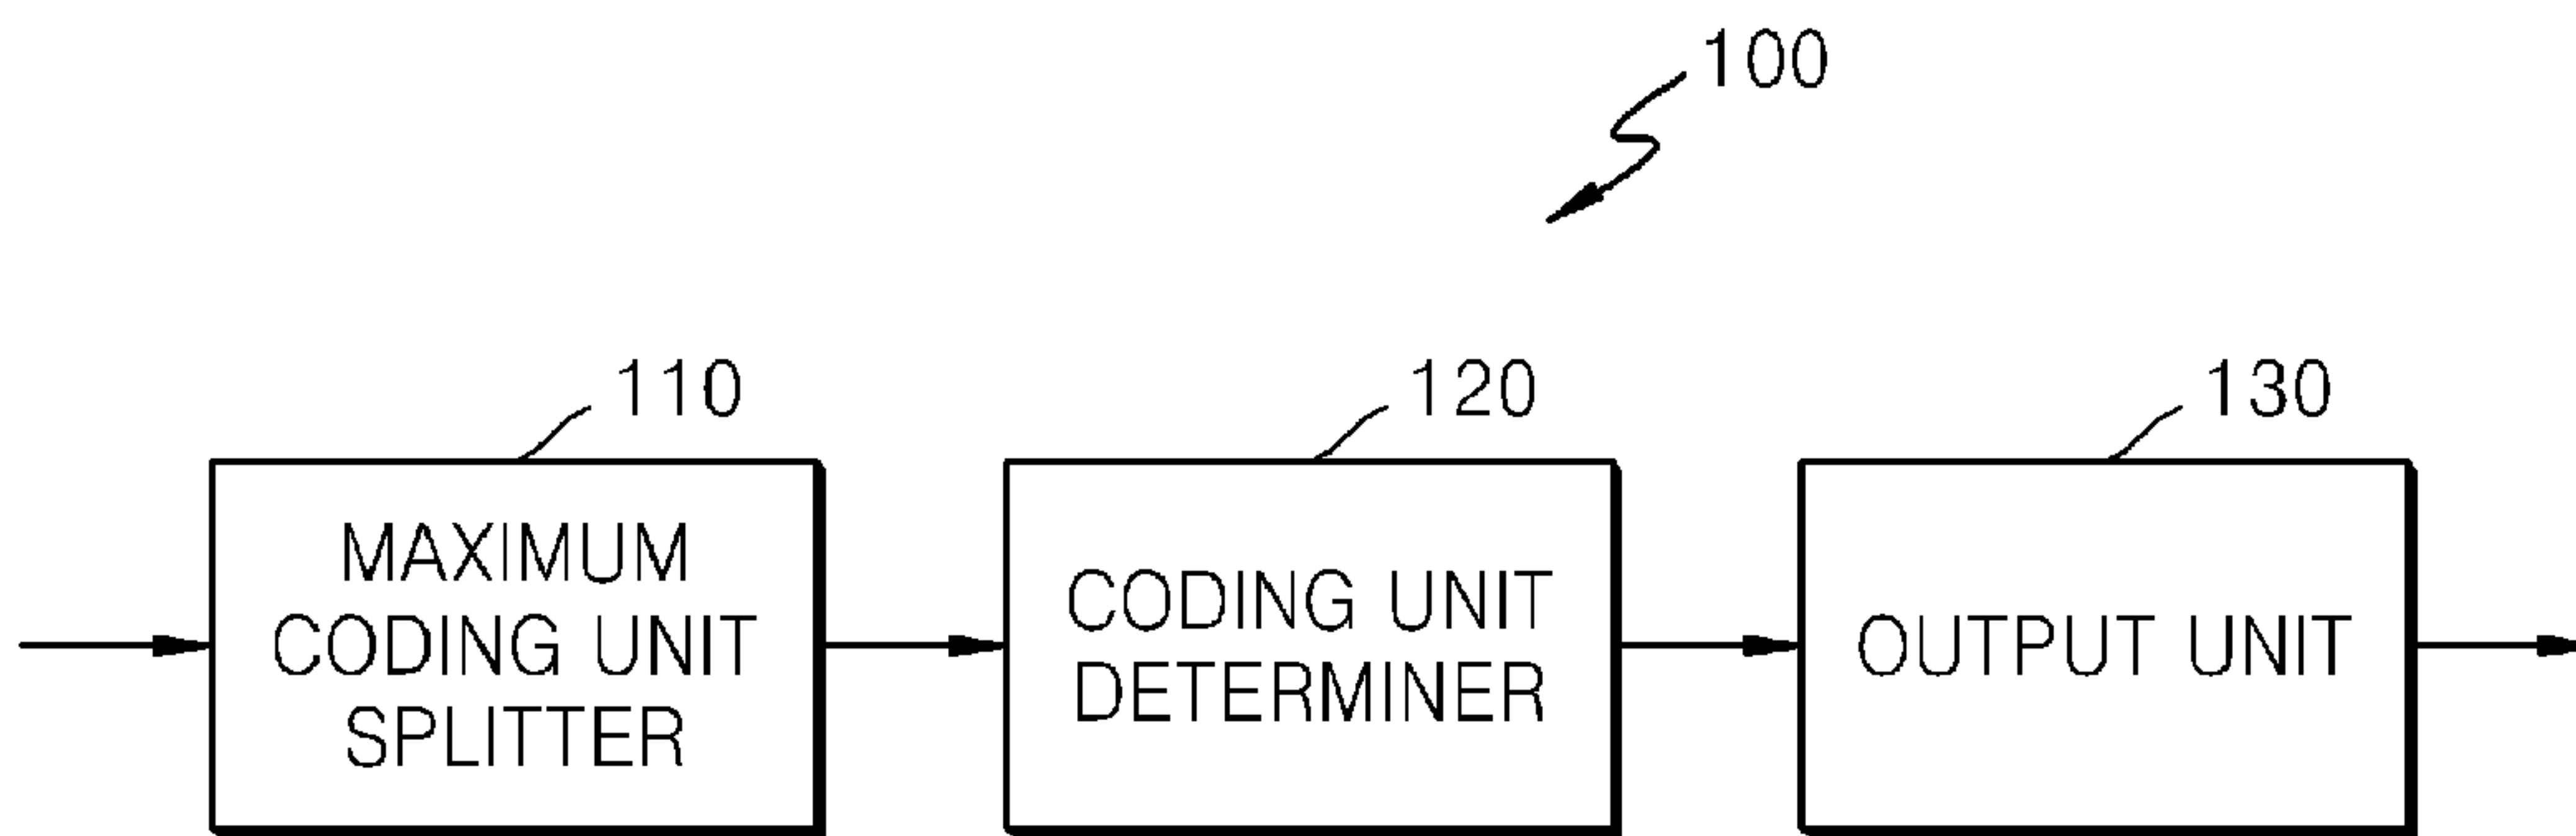 100
110
120
130
MAXIMUM
CODING UNIT
SPLITTER
CODING UNIT
DETERMINER
OUTPUT UNIT